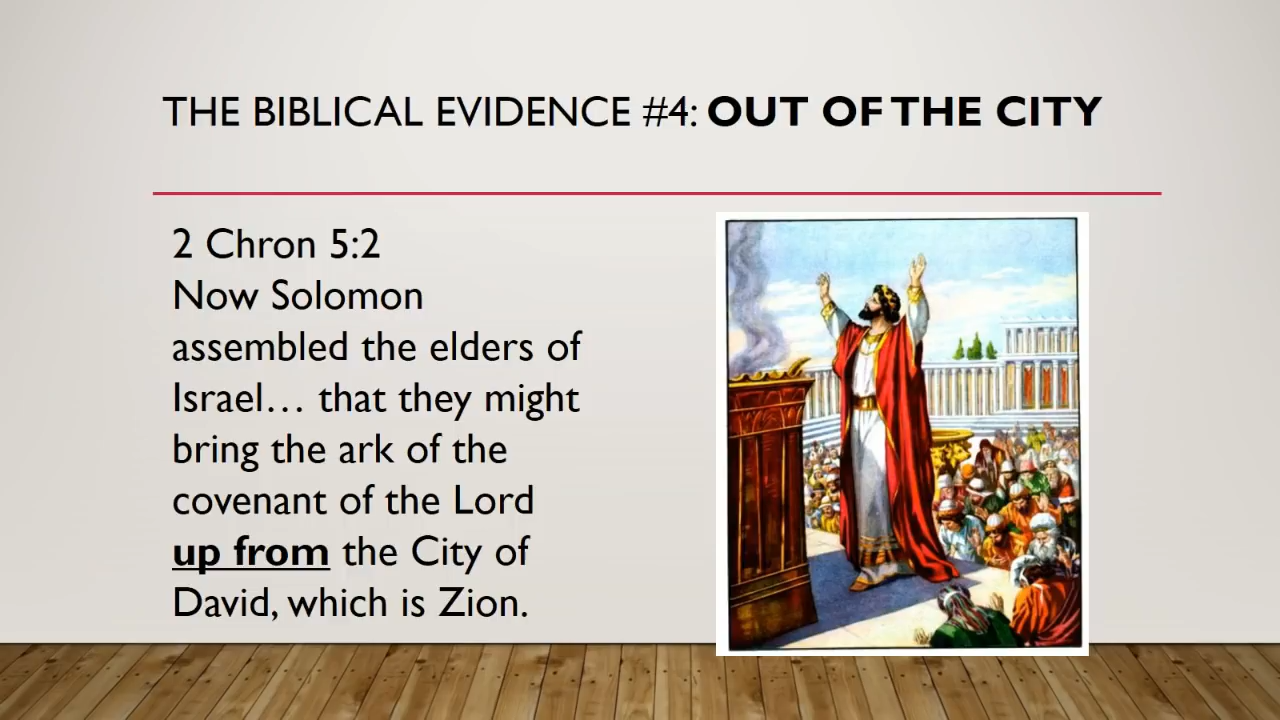 THE BIBLICAL EVIDENCE #4: OUT OF THE CITY
2 Chron 5:2
Now Solomon
assembled the elders of
Israel… that they might
bring the ark of the
covenant of the Lord
up from the City of
David, which is Zion.